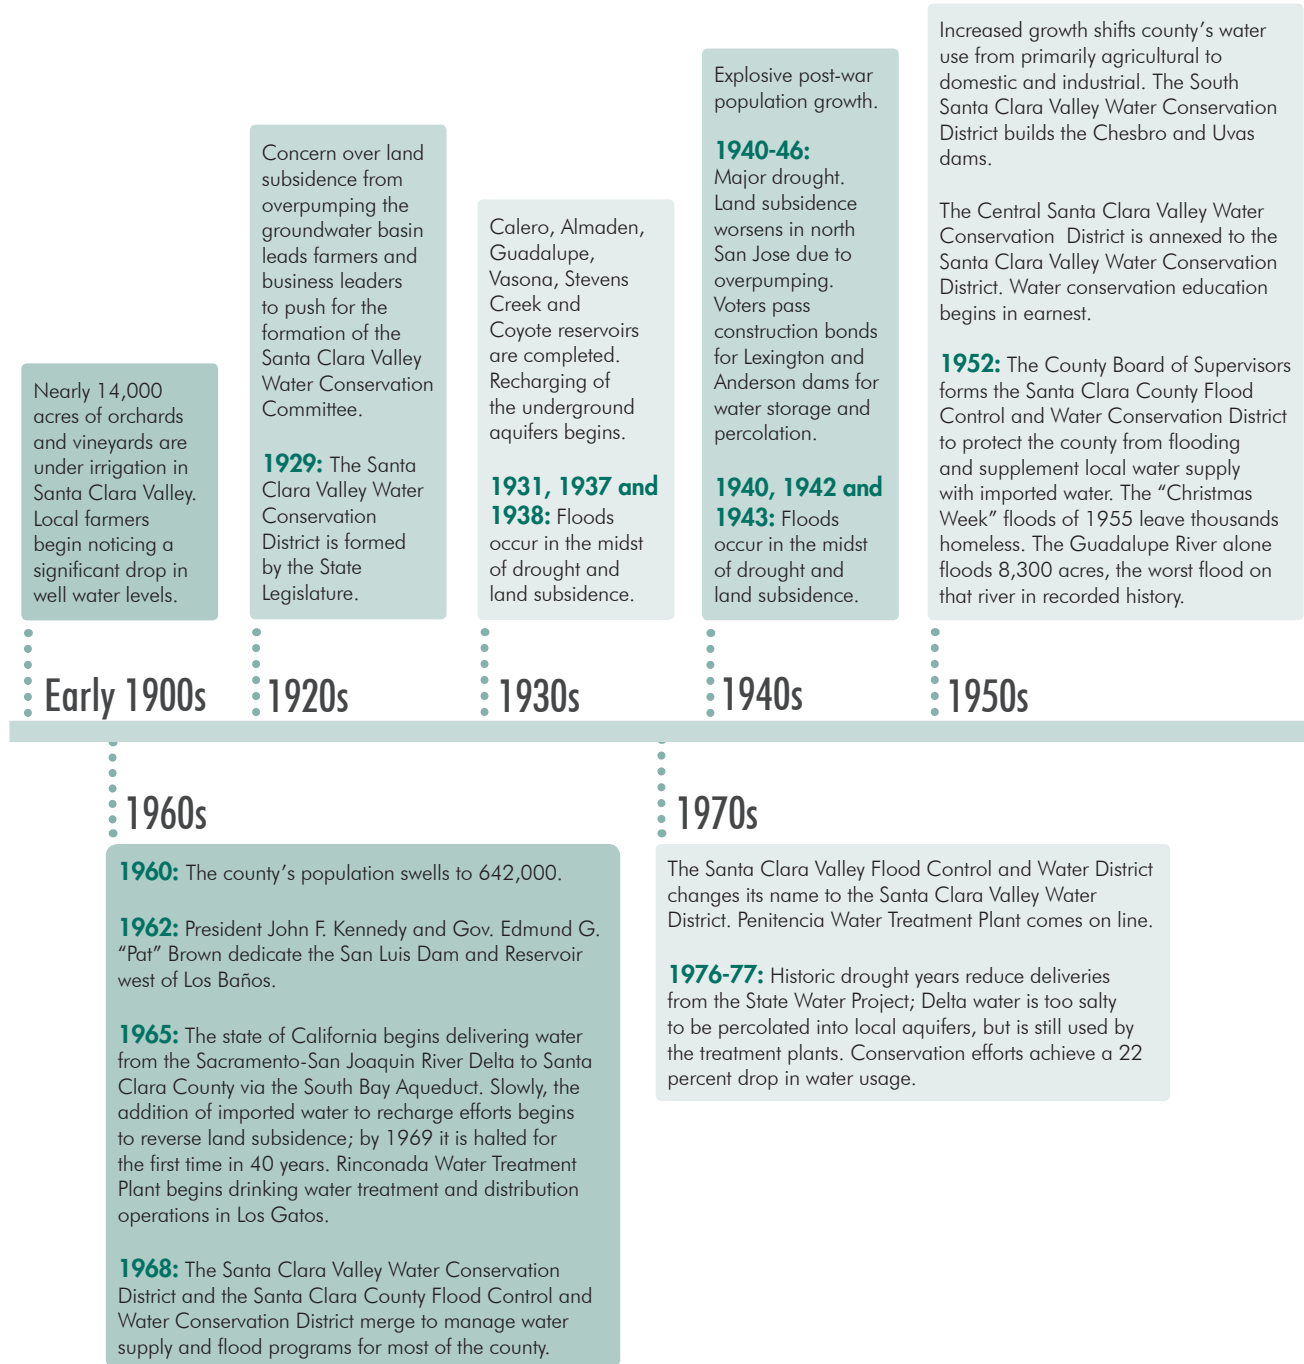 Nearly 14,000
acres of orchards
and vineyards are
under irrigation in
Santa Clara Valley.
Local farmers
begin noticing a
significant drop in
well water levels.
Early 1900s
Concern over land
subsidence from
overpumping the
groundwater basin
leads farmers and
business leaders
to push for the
formation of the
Santa Clara Valley
Water Conservation
Committee.
1929: The Santa
Clara Valley Water
Conservation
District is formed
by the State
Legislature.
1920s
Calero, Almaden,
Guadalupe,
Vasona, Stevens
Creek and
Coyote reservoirs
are completed.
Recharging of
the underground
aquifers begins.
1931, 1937 and
1938: Floods
occur in the midst
of drought and
land subsidence.
1930s
Explosive post-war
population growth.
1940-46:
Major drought.
Land subsidence
worsens in north
San Jose due to
overpumping.
Voters pass
construction bonds
for Lexington and
Anderson dams for
water storage and
percolation.
1940, 1942 and
1943: Floods
occur in the midst
of drought and
land subsidence.
1940s
Increased growth shifts county's water
use from primarily agricultural to
domestic and industrial. The South
Santa Clara Valley Water Conservation
District builds the Chesbro and Uvas
dams.
The Central Santa Clara Valley Water
Conservation  District is annexed to the
Santa Clara Valley Water Conservation
District. Water conservation education
begins in earnest.
1952: The County Board of Supervisors
forms the Santa Clara County Flood
Control and Water Conservation District
to protect the county from flooding
and supplement local water supply
with imported water. The “Christmas
Week” floods of 1955 leave thousands
homeless. The Guadalupe River alone
floods 8,300 acres, the worst flood on
that river in recorded history.
1950s
1960s
1960: The county's population swells to 642,000.
1962: President John F. Kennedy and Gov. Edmund G.
“Pat” Brown dedicate the San Luis Dam and Reservoir
west of Los Baños.
1965: The state of California begins delivering water
from the Sacramento-San Joaquin River Delta to Santa
Clara County via the South Bay Aqueduct. Slowly, the
addition of imported water to recharge efforts begins
to reverse land subsidence; by 1969 it is halted for
the first time in 40 years. Rinconada Water Treatment
Plant begins drinking water treatment and distribution
operations in Los Gatos.
1968: The Santa Clara Valley Water Conservation
District and the Santa Clara County Flood Control and
Water Conservation District merge to manage water
supply and flood programs for most of the county.
1970s
The Santa Clara Valley Flood Control and Water District
changes its name to the Santa Clara Valley Water
District. Penitencia Water Treatment Plant comes on line.
1976-77: Historic drought years reduce deliveries
from the State Water Project; Delta water is too salty
to be percolated into local aquifers, but is still used by
the treatment plants. Conservation efforts achieve a 22
percent drop in water usage.